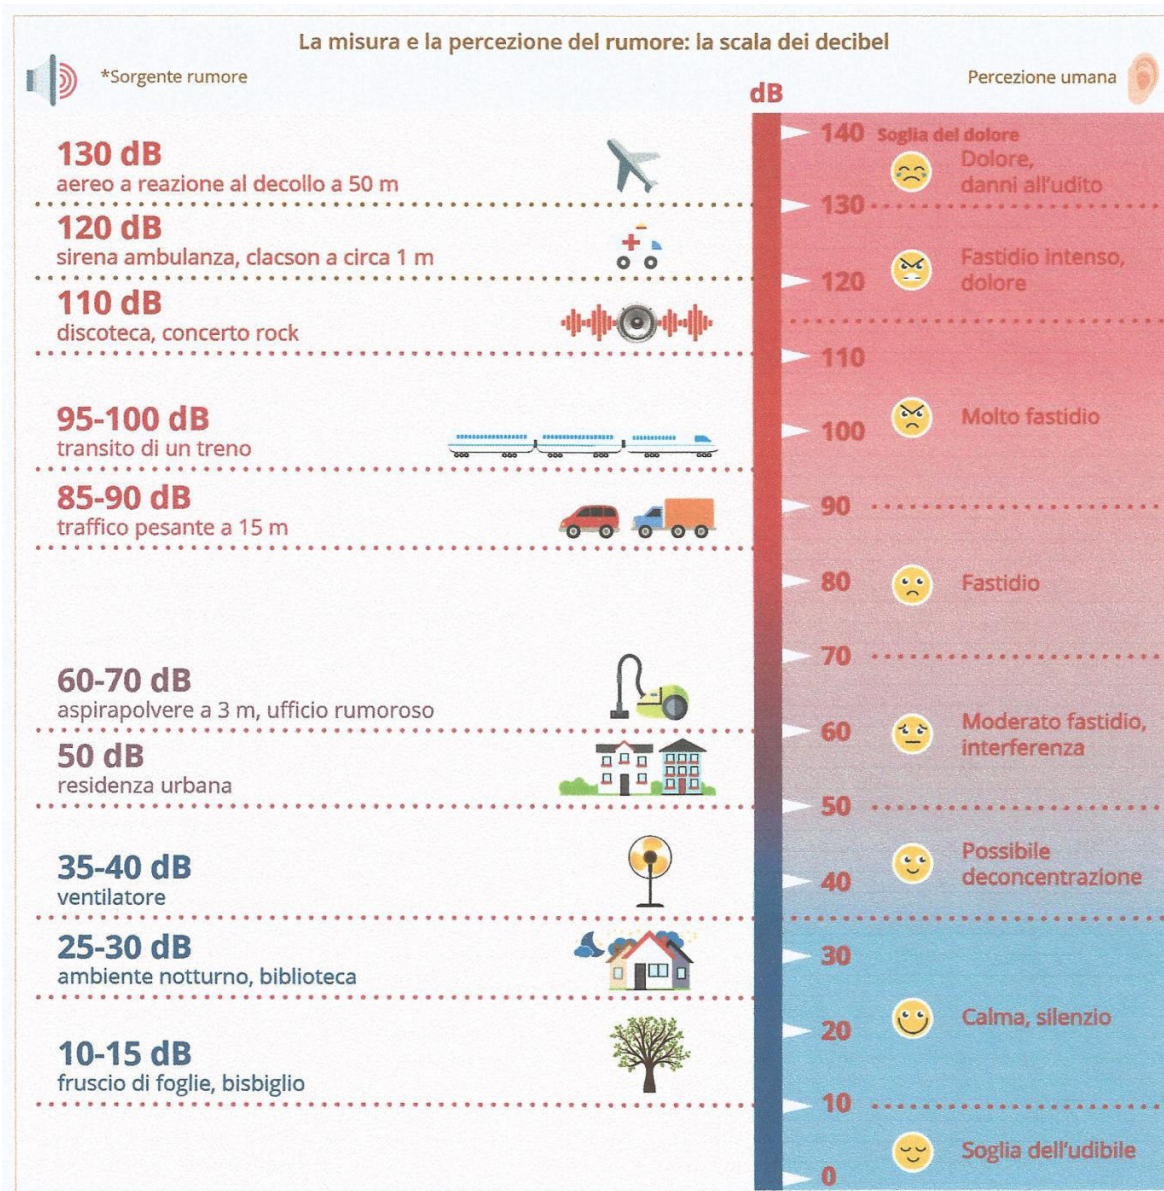 La misura e la percezione del rumore: la scala dei decibel
*Sorgente rumore
Percezione umana
dB
130 dB
aereo a reazione al decollo a 50 m
120 dB
sirena ambulanza, clacson a circa 1 m
110 dB
discoteca, concerto rock
95-100 dB
transito di un treno
85-90 dB
traffico pesante a 15 m
60-70 dB
aspirapolvere a 3 m, ufficio rumoroso
50 dB
residenza urbana
35-40 dB
ventilatore
25-30 dB
ambiente notturno, biblioteca
10-15 dB
fruscio di foglie, bisbiglio
140 Soglia del dolore
Dolore,
danni all'udito
130
Fastidio intenso,
120 dolore
110
Molto fastidio
100
90
80 Fastidio
70
Moderato fastidio,
60 interferenza
50
Possibile
40 deconcentrazione
30
20 Calma, silenzio
10
Soglia dell'udibile
0